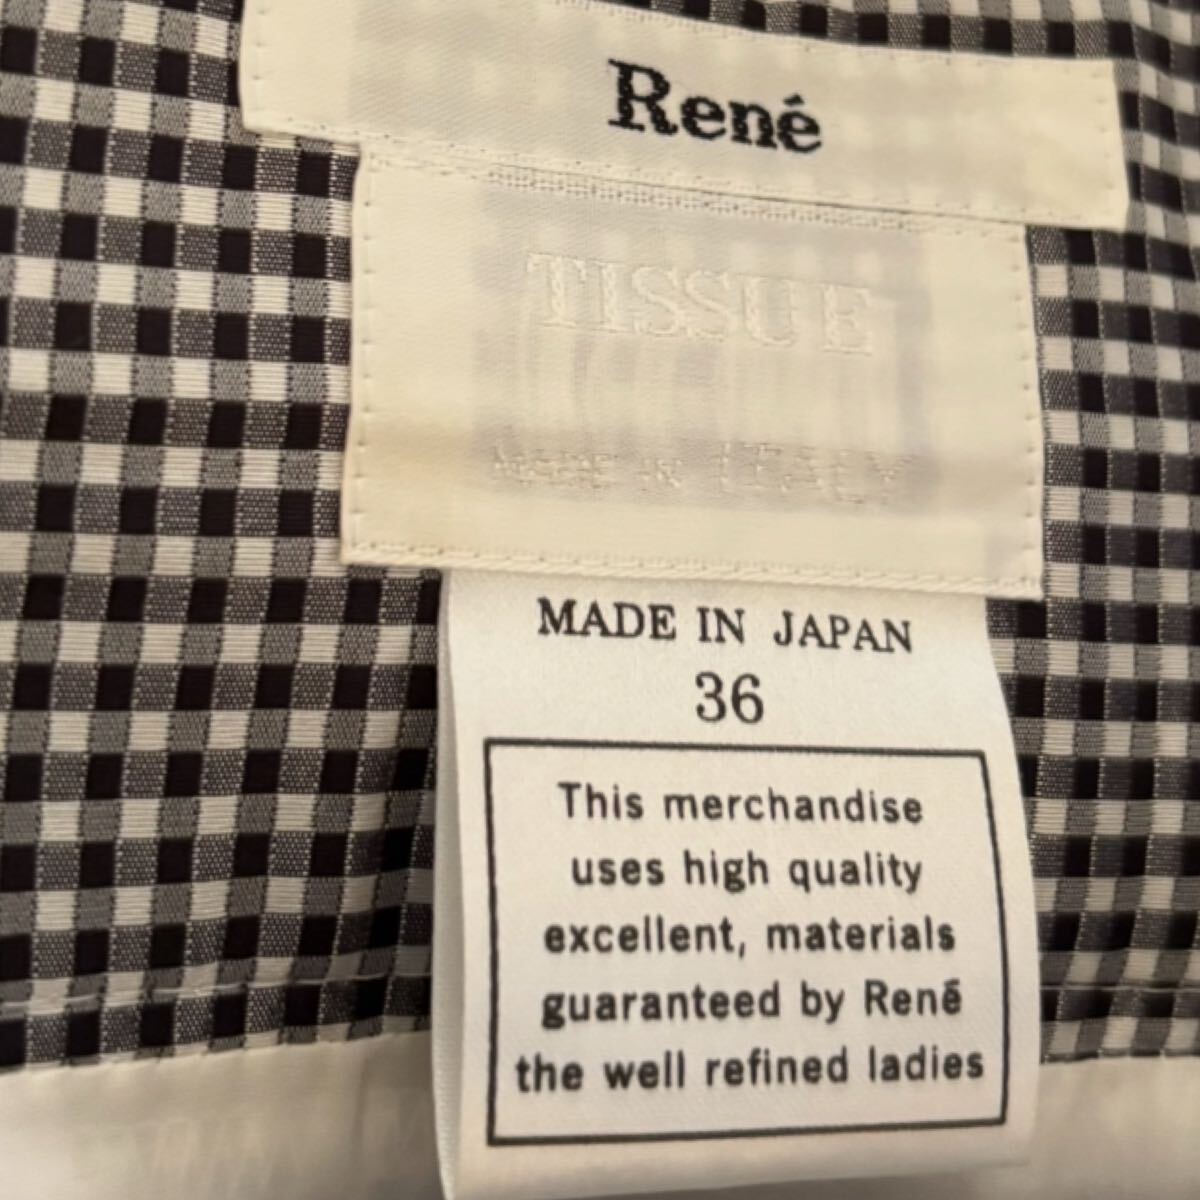 René
TISSUE
MADE IN ITALY
MADE IN JAPAN
36
This merchandise
uses high quality
excellent, materials
guaranteed by René
the well refined ladies